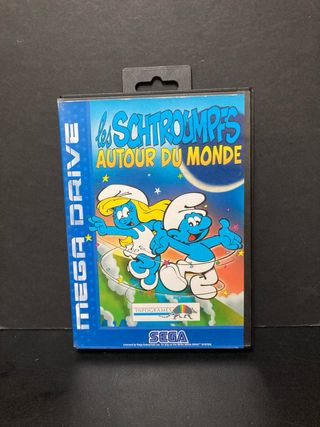 les SCHTROUMPFS
AUTOUR DU MONDE
MEGA DRIVE
INFOGRAMES
SEGA